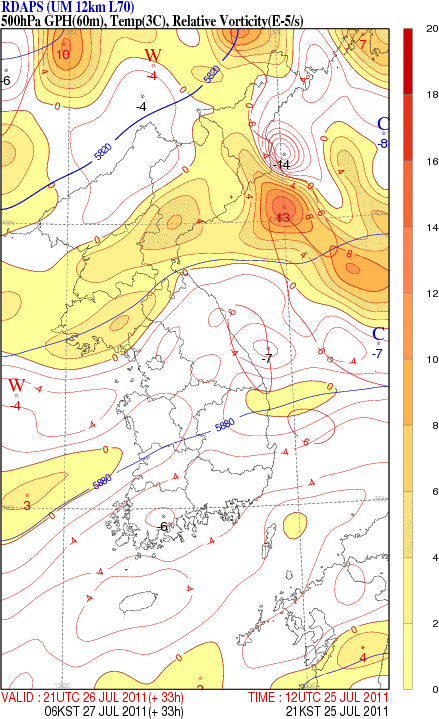 RDAPS (UM 12km L70)
500hPa GPH(60m), Temp(3C), Relative Vorticity(E-5/s)
20
18
16
14
12
10
8
6
4
2
0
10
W
-4
-4
5820
5820
7
-6
C
-8
-14
13
-7
C
-7
W
-4
5880
5880
3
-6
4
VALID : 21UTC 26 JUL 2011(+ 33h)
TIME : 12UTC 25 JUL 2011
06KST 27 JUL 2011(+ 33h)
21KST 25 JUL 2011